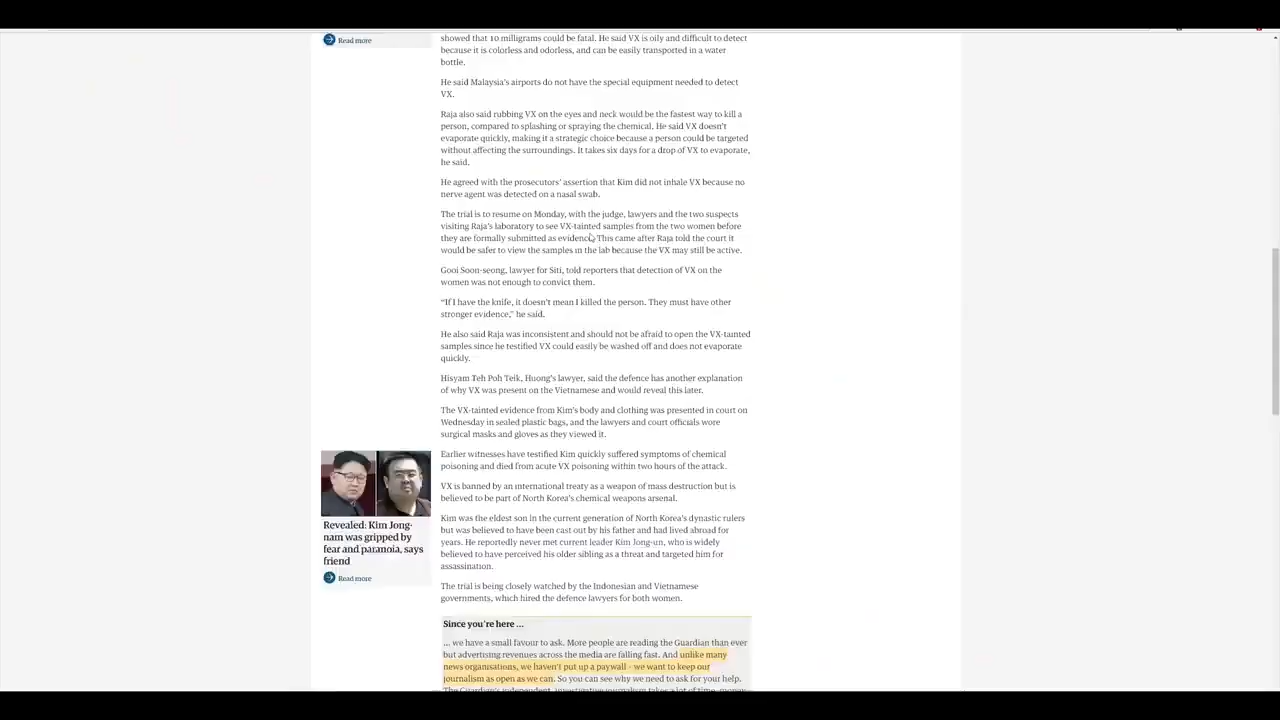 Read more
showed that 10 milligrams could be fatal. He said VX is oily and difficult to detect
because it is colorless and odorless, and can be easily transported in a water
bottle.
He said Malaysia's airports do not have the special equipment needed to detect
VX.
Raja also said rubbing VX on the eyes and neck would be the fastest way to kill a
person, compared to splashing or spraying the chemical. He said VX doesn't
evaporate quickly, making it a strategic choice because a person could be targeted
without affecting the surroundings. It takes six days for a drop of VX to evaporate,
he said.
He agreed with the prosecutors' assertion that Kim did not inhale VX because no
nerve agent was detected on a nasal swab.
The trial is to resume on Monday, with the judge, lawyers and the two suspects
visiting Raja's laboratory to see VX-tainted samples from the two women before
they are formally submitted as evidence. This came after Raja told the court it
would be safer to view the samples in the lab because the VX may still be active.
Gooi Soon-seong, lawyer for Siti, told reporters that detection of VX on the
women was not enough to convict them.
“If I have the knife, it doesn't mean I killed the person. They must have other
stronger evidence,” he said.
He also said Raja was inconsistent and should not be afraid to open the VX-tainted
samples since he testified VX could easily be washed off and does not evaporate
quickly.
Hisyam Teh Poh Teik, Huong's lawyer, said the defence has another explanation
of why VX was present on the Vietnamese and would reveal this later.
The VX-tainted evidence from Kim's body and clothing was presented in court on
Wednesday in sealed plastic bags, and the lawyers and court officials wore
surgical masks and gloves as they viewed it.
Earlier witnesses have testified Kim quickly suffered symptoms of chemical
poisoning and died from acute VX poisoning within two hours of the attack.
VX is banned by an international treaty as a weapon of mass destruction but is
believed to be part of North Korea's chemical weapons arsenal.
Kim was the eldest son in the current generation of North Korea's dynastic rulers
but was believed to have been cast out by his father and had lived abroad for
years. He reportedly never met current leader Kim Jong-un, who is widely
believed to have perceived his older sibling as a threat and targeted him for
assassination.
The trial is being closely watched by the Indonesian and Vietnamese
governments, which hired the defence lawyers for both women.
Revealed: Kim Jong-
nam was gripped by
fear and paranoia, says
friend
Read more
Since you're here ...
... we have a small favour to ask. More people are reading the Guardian than ever
but advertising revenues across the media are falling fast. And unlike many
news organisations, we haven't put up a paywall - we want to keep our
journalism as open as we can. So you can see why we need to ask for your help.
The Guardian's independent, investigative journalism takes a lot of time, money